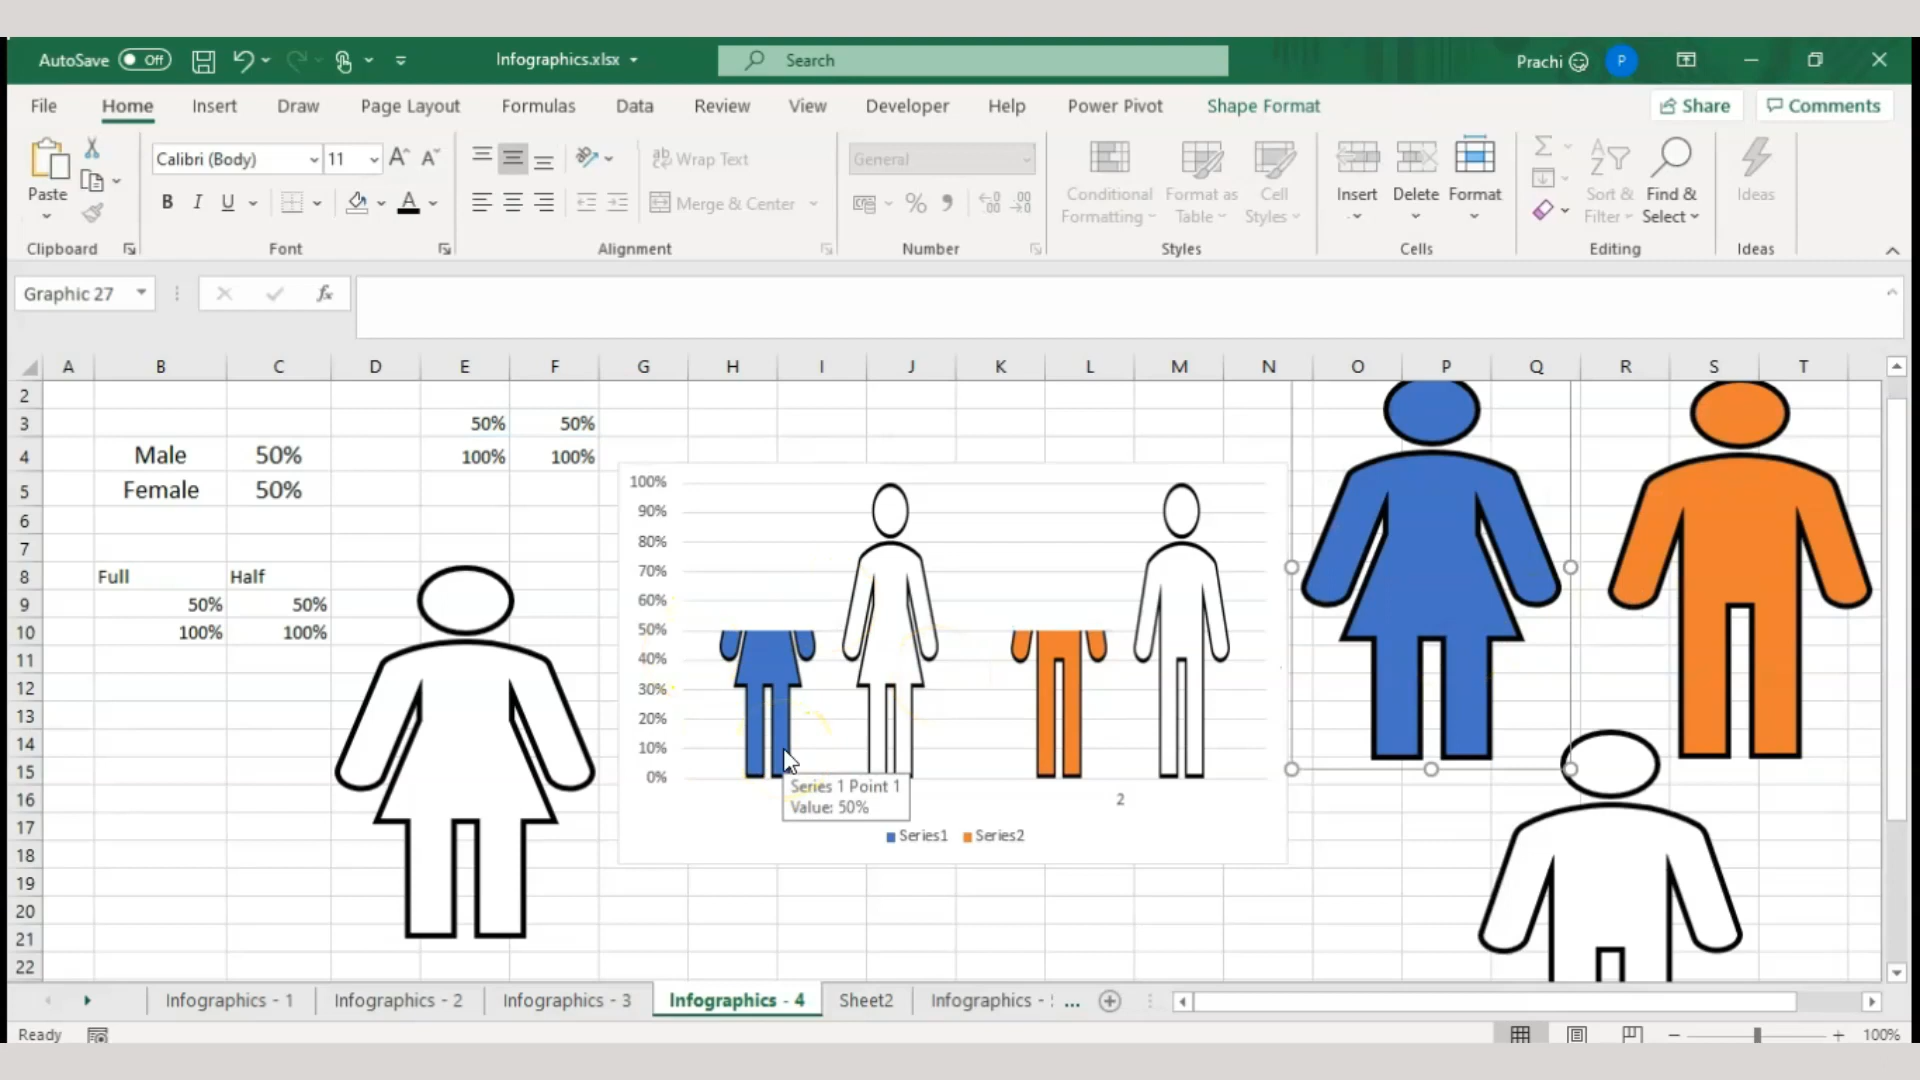 AutoSave Off Infographics.xlsx Search Prachi P
File Home Insert Draw Page Layout Formulas Data Review View Developer Help Power Pivot Shape Format Share Comments
Paste
Clipboard
Calibri (Body) 11
B I U A
Font
Wrap Text
Merge & Center
Alignment
General
% 9
Number
Conditional Formatting
Format as Table
Cell Styles
Styles
Insert Delete Format
Cells
Sort & Filter
Find & Select
Editing
Ideas
Ideas
Graphic 27 fx
A B C D E F G H I J K L M N O P Q R S T
2
3 50% 50%
4 Male 50% 100% 100%
5 Female 50%
6
7
8 Full Half
9 50% 50%
10 100% 100%
11
12
13
14
15
16
17
18
19
20
21
22
100%
90%
80%
70%
60%
50%
40%
30%
20%
10%
0%
Series 1 Point 1
Value: 50%
2
Series1 Series2
Infographics - 1 Infographics - 2 Infographics - 3 Infographics - 4 Sheet2 Infographics - ...
Ready 100%